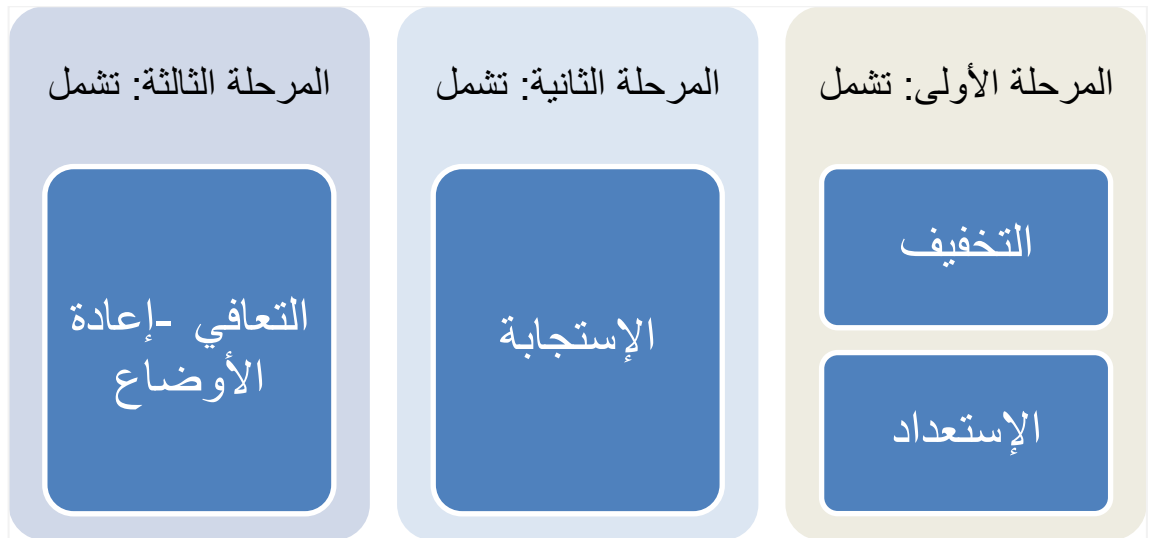 المرحلة الأولى: تشمل
التخفيف
الإستعداد
المرحلة الثانية: تشمل
الإستجابة
المرحلة الثالثة: تشمل
التعافي -إعادة
الأوضاع